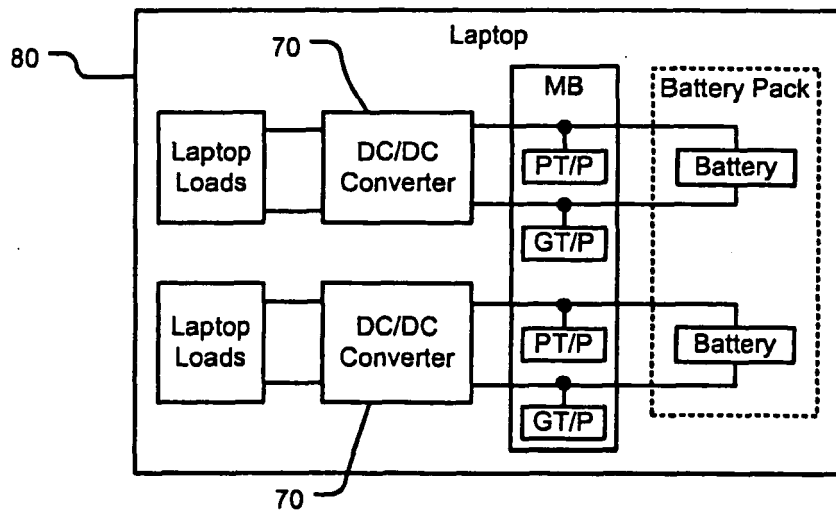 80
70
Laptop
MB
Battery Pack
Laptop
Loads
DC/DC
Converter
PT/P
Battery
GT/P
Laptop
Loads
DC/DC
Converter
PT/P
Battery
GT/P
70